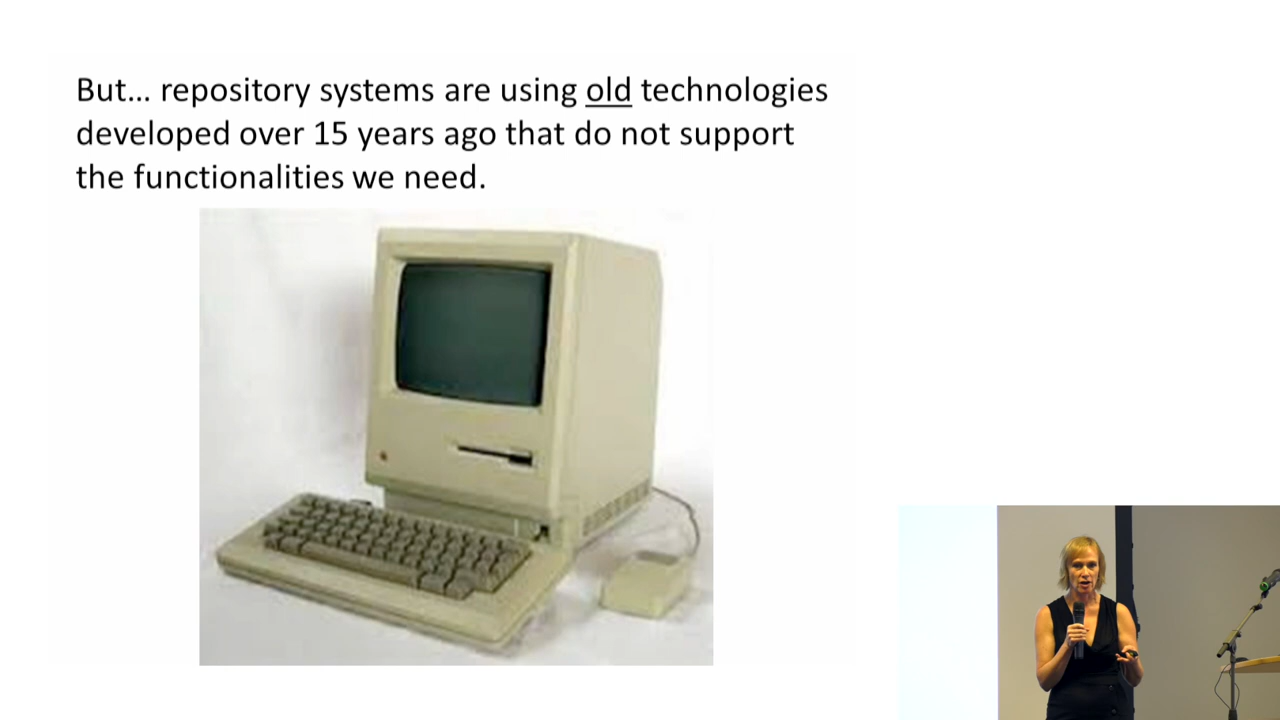 But... repository systems are using old technologies
developed over 15 years ago that do not support
the functionalities we need.